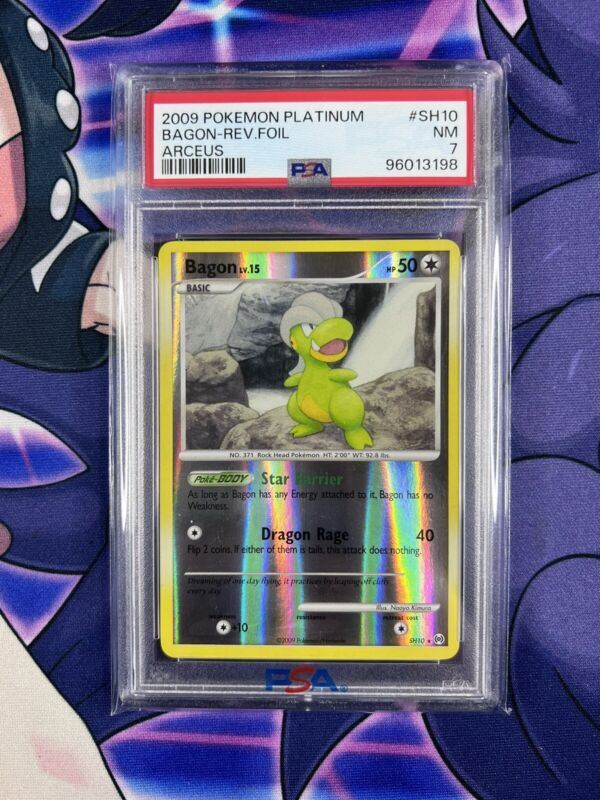 2009 POKEMON PLATINUM #SH10
BAGON-REV.FOIL NM
ARCEUS 7
PSA 96013198
Bagon LV.15 HP 50
BASIC
NO. 371 Rock Head Pokémon HT: 2'00" WT: 92.8 lbs.
Poké-BODY Star Barrier
As long as Bagon has any Energy attached to it, Bagon has no
Weakness.
Dragon Rage 40
Flip 2 coins. If either of them is tails, this attack does nothing.
Dreaming of one day flying, it practices by leaping off cliffs
every day.
Illus. Naoyo Kimura
weakness resistance retreat cost
+10
©2009 Pokémon/Nintendo SH10
PSA